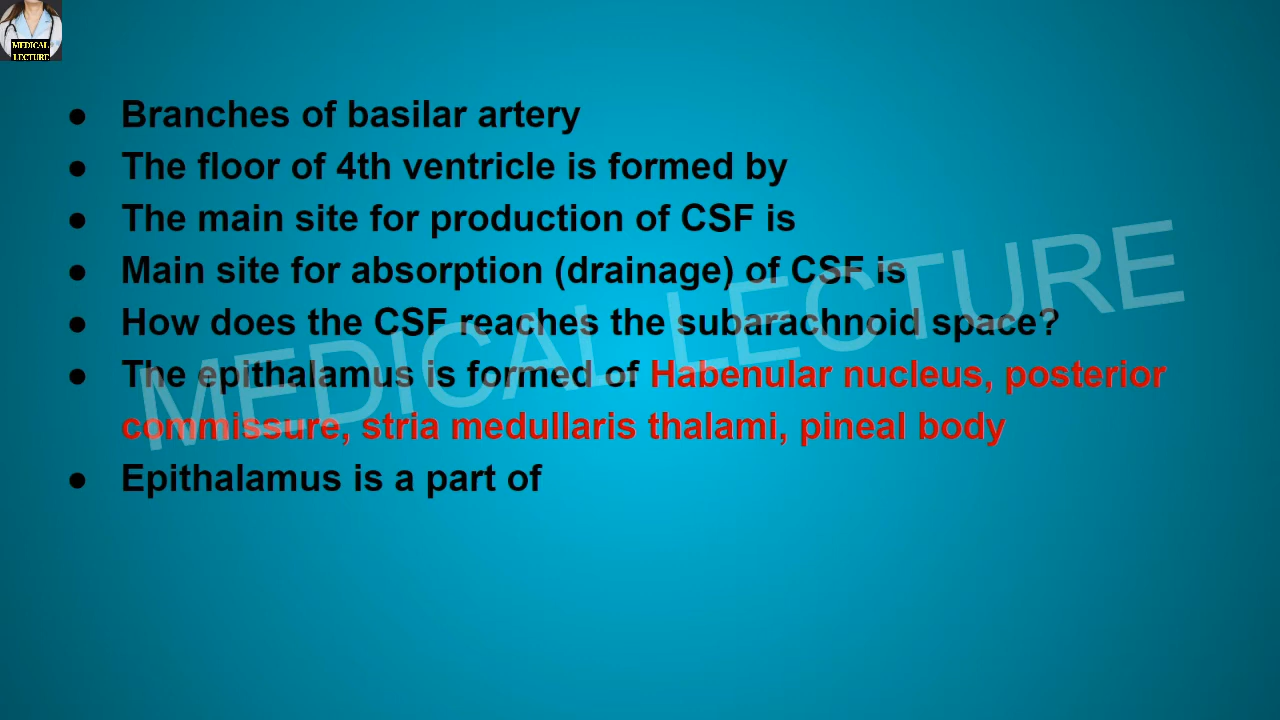 MEDICAL
LECTURE
● Branches of basilar artery
● The floor of 4th ventricle is formed by
● The main site for production of CSF is
● Main site for absorption (drainage) of CSF is
● How does the CSF reaches the subarachnoid space?
● The epithalamus is formed of Habenular nucleus, posterior
commissure, stria medullaris thalami, pineal body
● Epithalamus is a part of
MEDICAL LECTURE